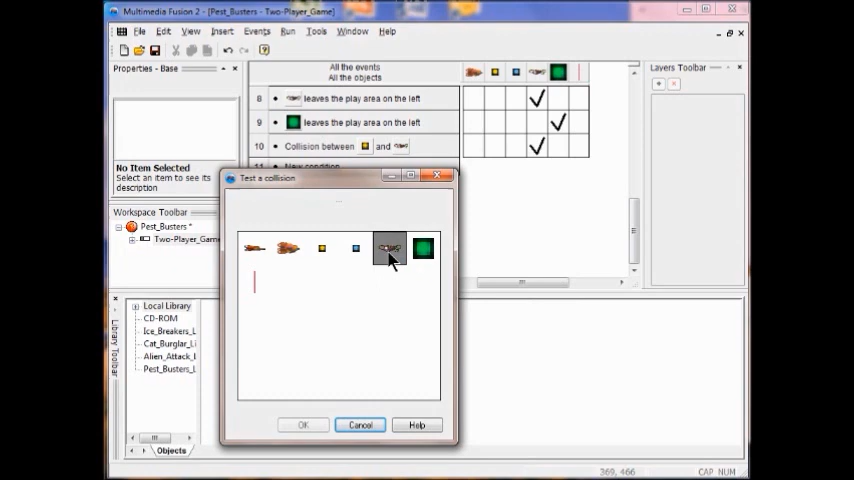 Multimedia Fusion 2 - [Pest_Busters - Two-Player_Game]
File Edit View Insert Events Run Tools Window Help
Properties - Base
All the events
All the objects
Layers Toolbar
8 leaves the play area on the left
9 leaves the play area on the left
10 Collision between and
11 New condition
No Item Selected
Select an item to see its
description
Test a collision
...
Workspace Toolbar
Pest_Busters *
Two-Player_Game
Library Toolbar
Local Library
CD-ROM
Ice_Breakers_L
Cat_Burglar_Li
Alien_Attack_L
Pest_Busters_L
OK Cancel Help
Objects
369, 466 CAP NUM